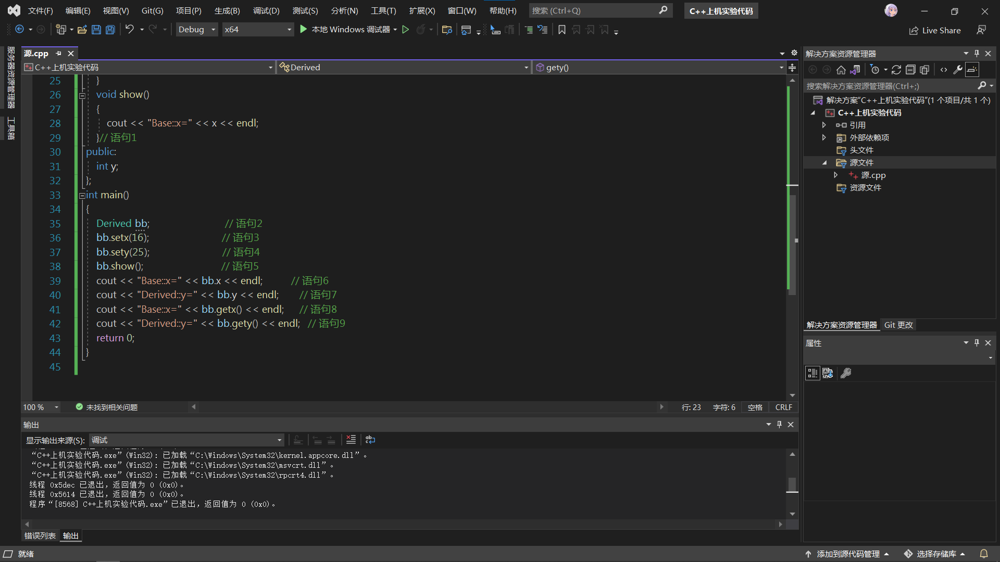 文件(F) 编辑(E) 视图(V) Git(G) 项目(P) 生成(B) 调试(D) 测试(S) 分析(N) 工具(T) 扩展(X) 窗口(W) 帮助(H) 搜索 (Ctrl+Q) C++上机实验代码
Debug x64 本地 Windows 调试器 Live Share
服务器资源管理器
工具箱
源.cpp
C++上机实验代码 Derived gety()
25 }
26 void show()
27 {
28 cout << "Base::x=" << x << endl;
29 }// 语句1
30 public:
31 int y;
32 };
33 int main()
34 {
35 Derived bb; // 语句2
36 bb.setx(16); // 语句3
37 bb.sety(25); // 语句4
38 bb.show(); // 语句5
39 cout << "Base::x=" << bb.x << endl; // 语句6
40 cout << "Derived::y=" << bb.y << endl; // 语句7
41 cout << "Base::x=" << bb.getx() << endl; // 语句8
42 cout << "Derived::y=" << bb.gety() << endl; // 语句9
43 return 0;
44 }
45
100 % 未找到相关问题 行: 23 字符: 6 空格 CRLF
输出
显示输出来源(S): 调试
“C++上机实验代码.exe”(Win32): 已加载“C:\Windows\System32\kernel.appcore.dll”。
“C++上机实验代码.exe”(Win32): 已加载“C:\Windows\System32\msvcrt.dll”。
“C++上机实验代码.exe”(Win32): 已加载“C:\Windows\System32\rpcrt4.dll”。
线程 0x5dec 已退出，返回值为 0 (0x0)。
线程 0x5614 已退出，返回值为 0 (0x0)。
程序“[8568] C++上机实验代码.exe”已退出，返回值为 0 (0x0)。
错误列表 输出
解决方案资源管理器
搜索解决方案资源管理器(Ctrl+;)
解决方案“C++上机实验代码”(1 个项目/共 1 个)
C++上机实验代码
引用
外部依赖项
头文件
源文件
源.cpp
资源文件
解决方案资源管理器 Git 更改
属性
就绪 添加到源代码管理 选择存储库